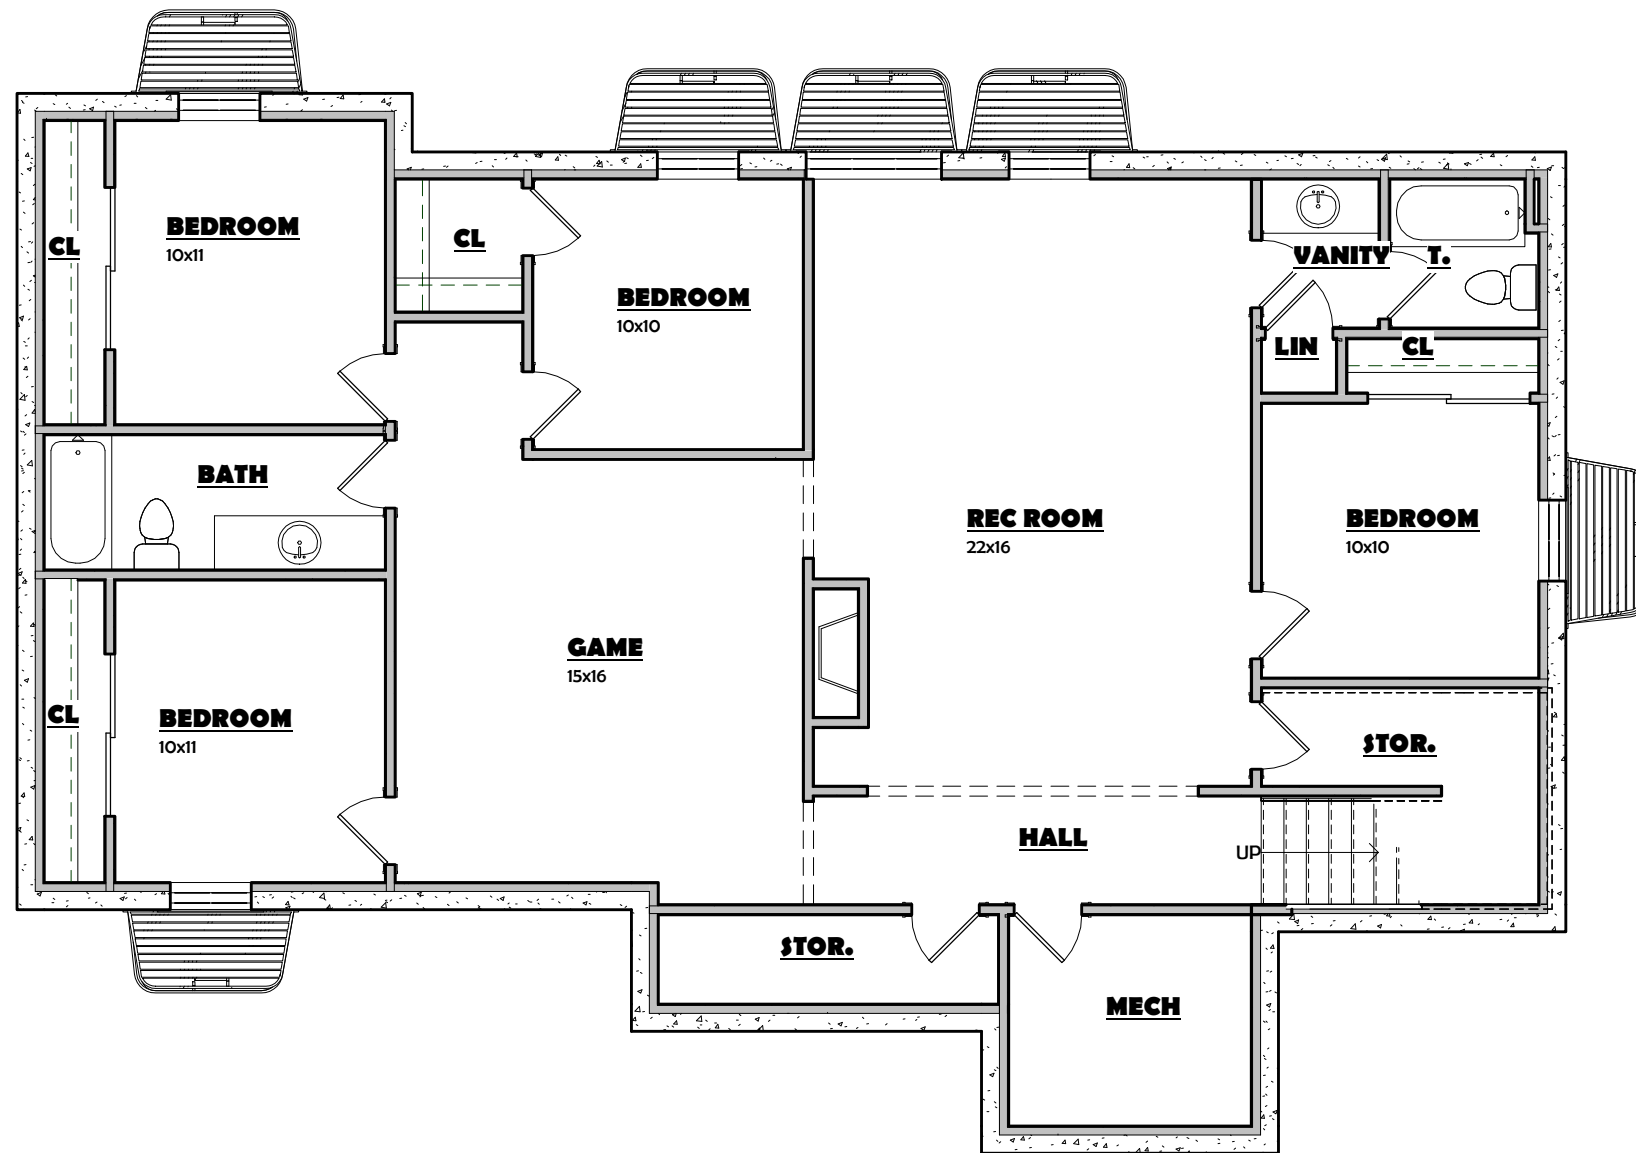 BEDROOM
10x11
CL
CL
BEDROOM
10x10
VANITY
T.
LIN
CL
BATH
REC ROOM
22x16
BEDROOM
10x10
GAME
15x16
CL
BEDROOM
10x11
STOR.
HALL
UP
STOR.
MECH